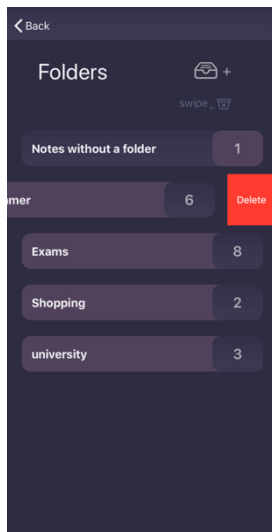 Back
Folders
+
swipe
Notes without a folder 1
mer 6 Delete
Exams 8
Shopping 2
university 3